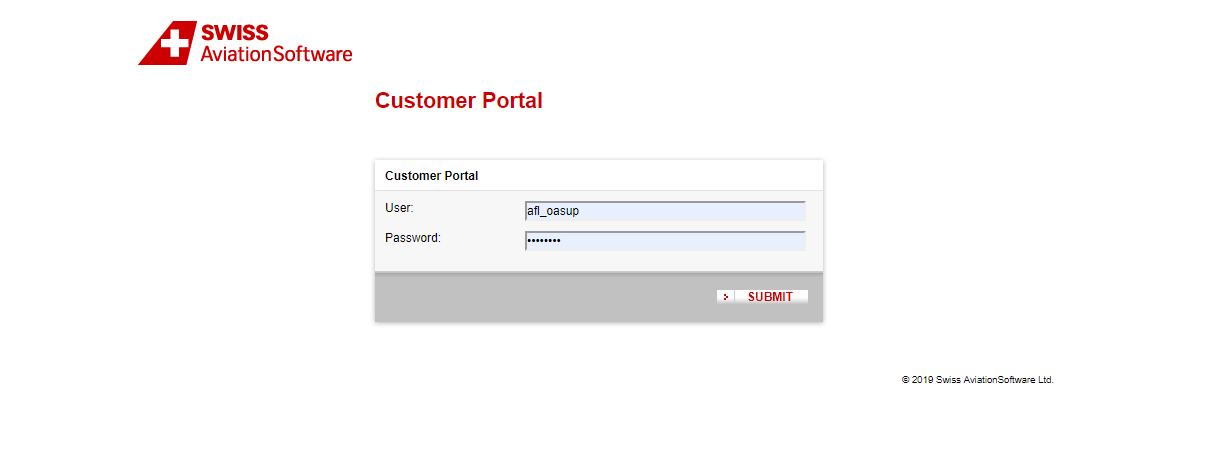 SWISS
AviationSoftware
Customer Portal
Customer Portal
User: afl_oasup
Password: ••••••••
SUBMIT
© 2019 Swiss AviationSoftware Ltd.